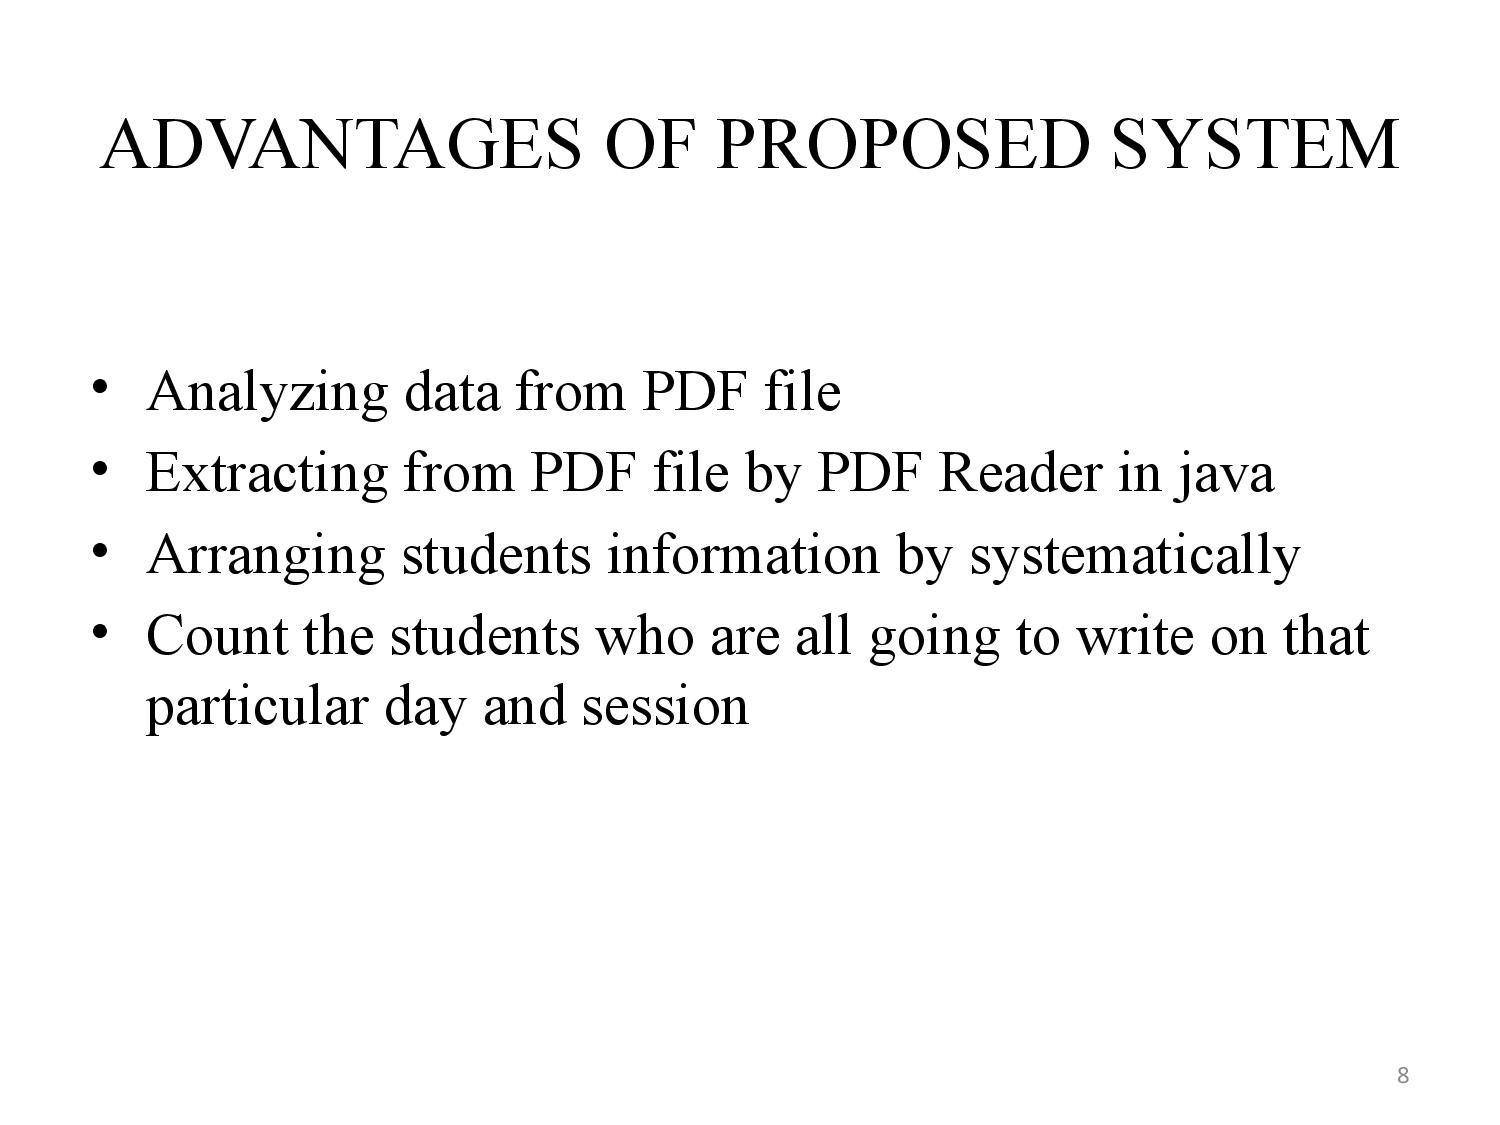 ADVANTAGES OF PROPOSED SYSTEM
• Analyzing data from PDF file
• Extracting from PDF file by PDF Reader in java
• Arranging students information by systematically
• Count the students who are all going to write on that
particular day and session
8